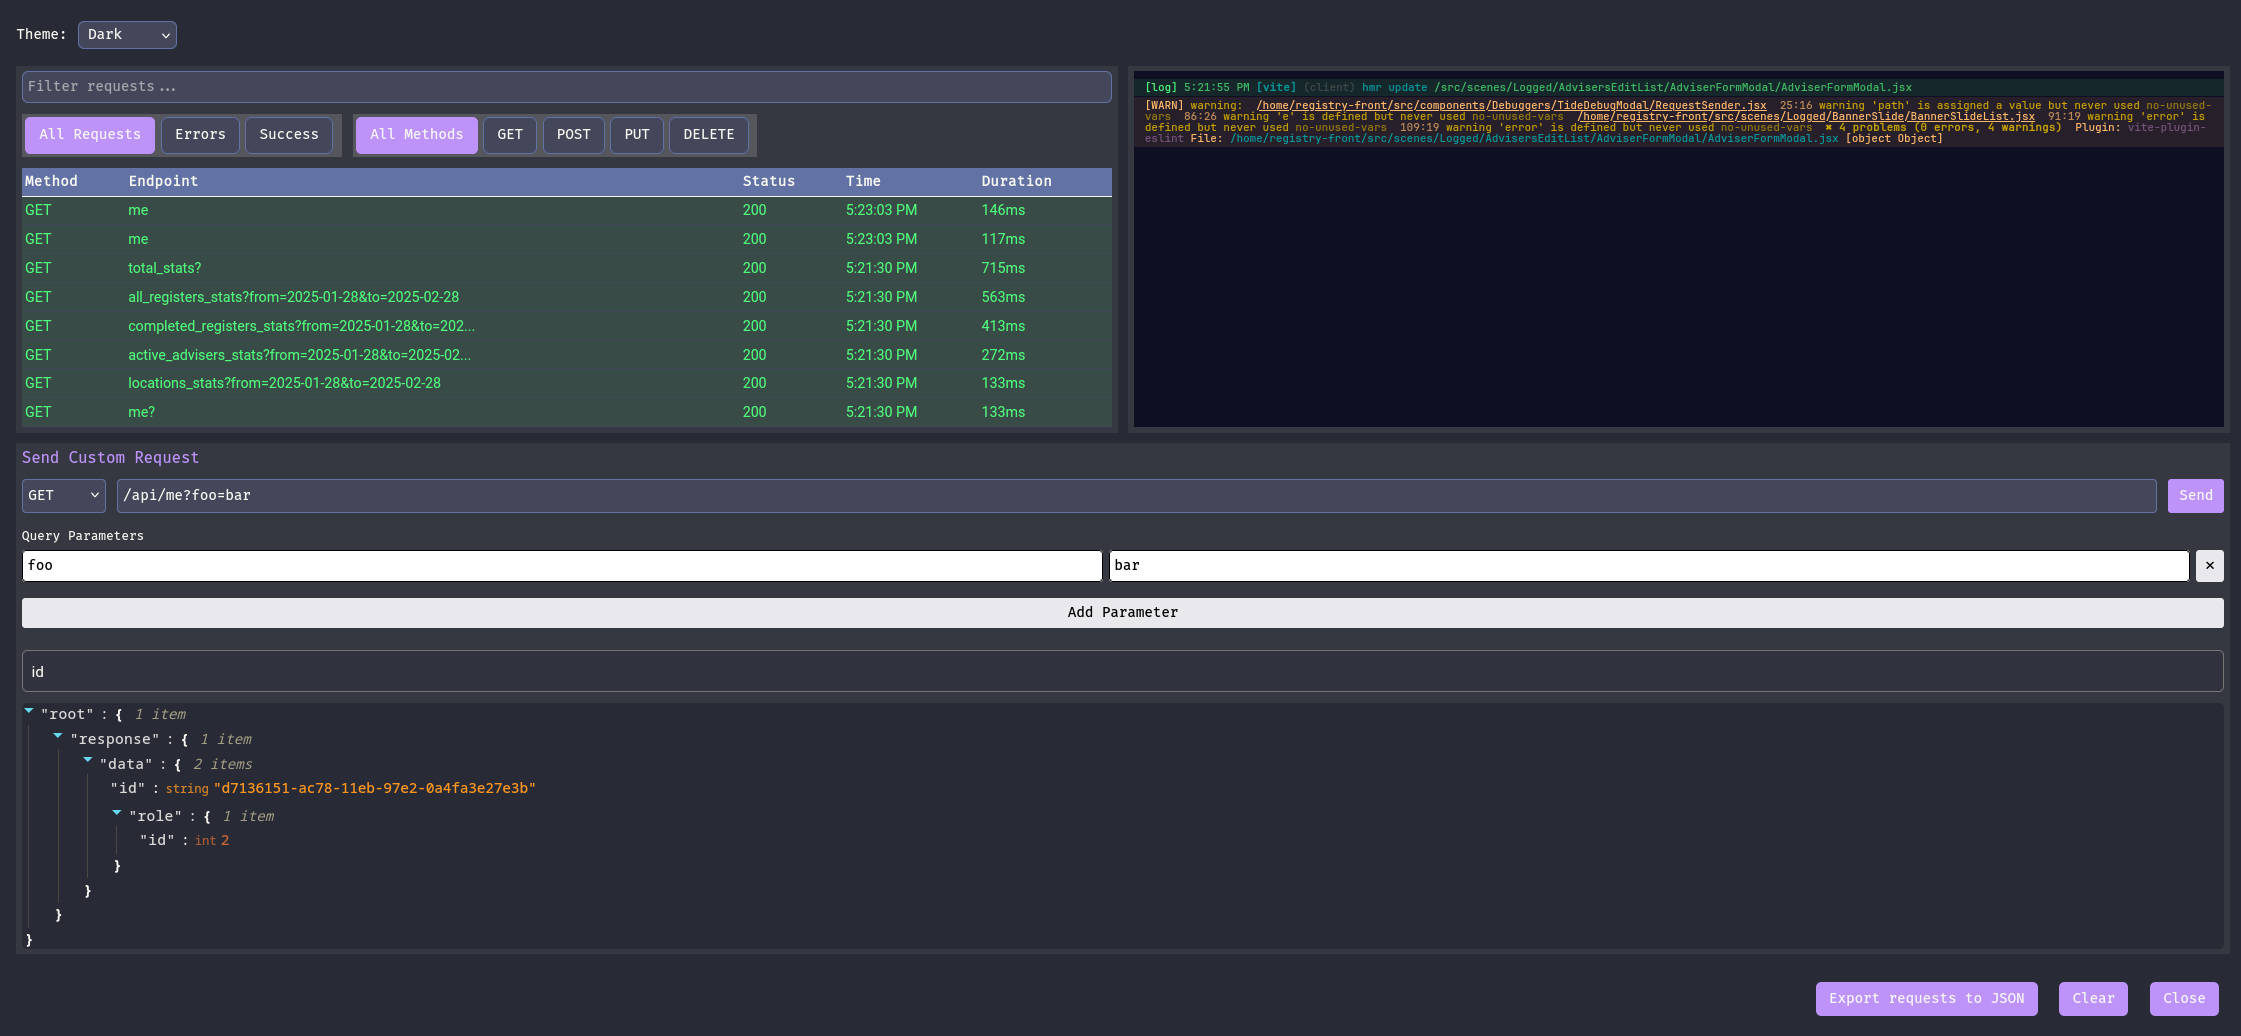 Theme: Dark
Filter requests...
All Requests Errors Success All Methods GET POST PUT DELETE
Method Endpoint Status Time Duration
GET me 200 5:23:03 PM 146ms
GET me 200 5:23:03 PM 117ms
GET total_stats? 200 5:21:30 PM 715ms
GET all_registers_stats?from=2025-01-28&to=2025-02-28 200 5:21:30 PM 563ms
GET completed_registers_stats?from=2025-01-28&to=202... 200 5:21:30 PM 413ms
GET active_advisers_stats?from=2025-01-28&to=2025-02... 200 5:21:30 PM 272ms
GET locations_stats?from=2025-01-28&to=2025-02-28 200 5:21:30 PM 133ms
GET me? 200 5:21:30 PM 133ms
[log] 5:21:55 PM [vite] (client) hmr update /src/scenes/Logged/AdvisersEditList/AdviserFormModal/AdviserFormModal.jsx
[WARN] warning: /home/registry-front/src/components/Debuggers/TideDebugModal/RequestSender.jsx 25:16 warning 'path' is assigned a value but never used no-unused-
vars 86:26 warning 'e' is defined but never used no-unused-vars /home/registry-front/src/scenes/Logged/BannerSlide/BannerSlideList.jsx 91:19 warning 'error' is
defined but never used no-unused-vars 109:19 warning 'error' is defined but never used no-unused-vars ✖ 4 problems (0 errors, 4 warnings) Plugin: vite-plugin-
eslint File: /home/registry-front/src/scenes/Logged/AdvisersEditList/AdviserFormModal/AdviserFormModal.jsx [object Object]
Send Custom Request
GET /api/me?foo=bar Send
Query Parameters
foo bar ×
Add Parameter
id
"root" : { 1 item
"response" : { 1 item
"data" : { 2 items
"id" : string "d7136151-ac78-11eb-97e2-0a4fa3e27e3b"
"role" : { 1 item
"id" : int 2
}
}
}
}
Export requests to JSON Clear Close